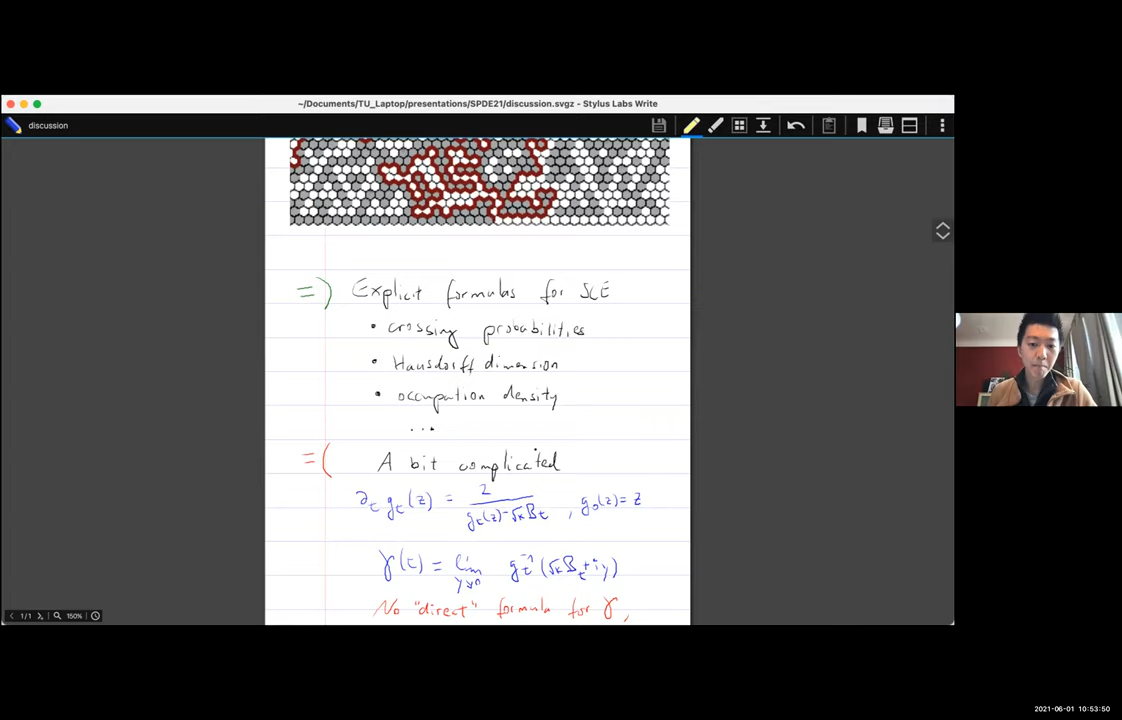 ~/Documents/TU_Laptop/presentations/SPDE21/discussion.svgz - Stylus Labs Write
discussion
=) Explicit formulas for SLE
• crossing probabilities
• Hausdorff dimension
• occupation density
...
=( A bit complicated
∂_t g_t(z) = 2 / (g_t(z) - √κ B_t) , g_0(z) = z
γ(t) = lim_{y↘0} g_t^{-1}(√κ B_t + iy)
No "direct" formula for γ,
1/1
150%
2021-06-01 10:53:50